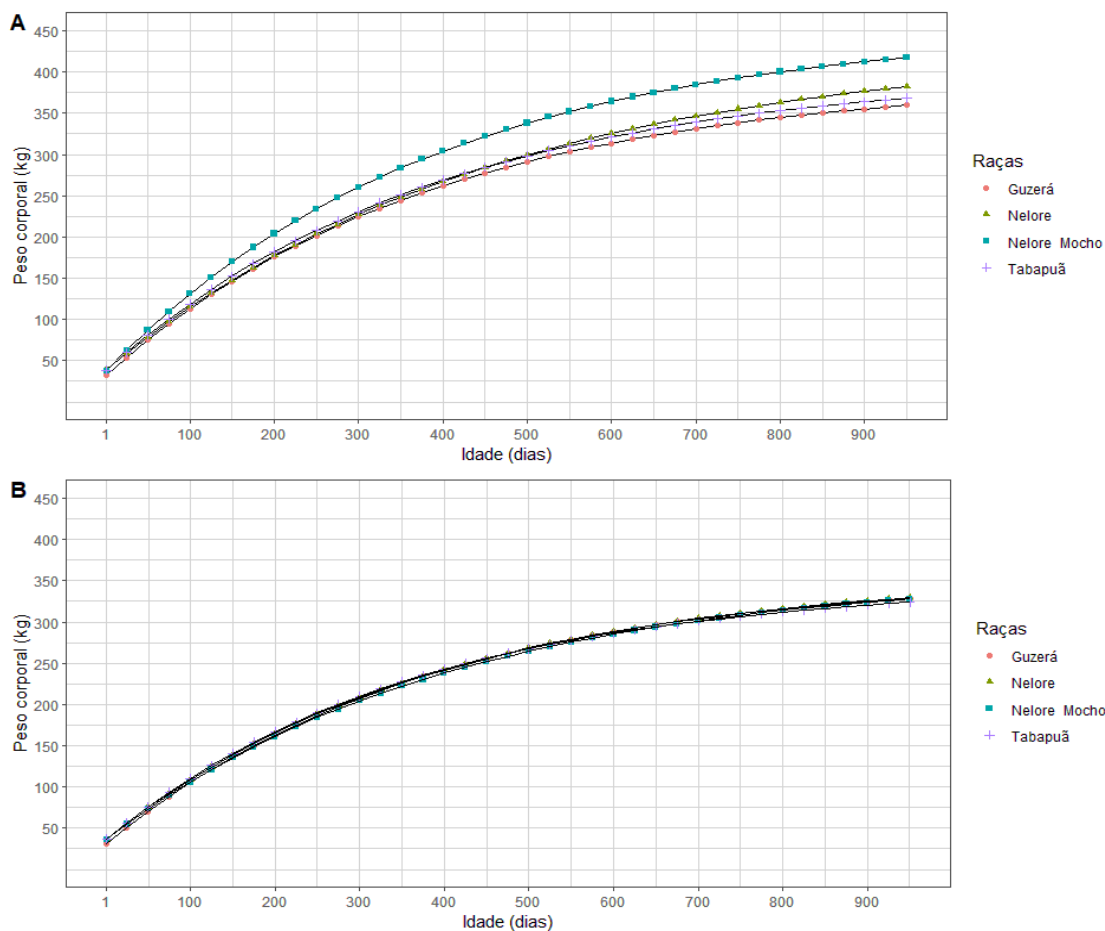 A
450
400
350
300
250
200
150
100
50
Peso corporal (kg)
1 100 200 300 400 500 600 700 800 900
Idade (dias)
Raças
Guzerá
Nelore
Nelore Mocho
Tabapuã
B
450
400
350
300
250
200
150
100
50
Peso corporal (kg)
1 100 200 300 400 500 600 700 800 900
Idade (dias)
Raças
Guzerá
Nelore
Nelore Mocho
Tabapuã